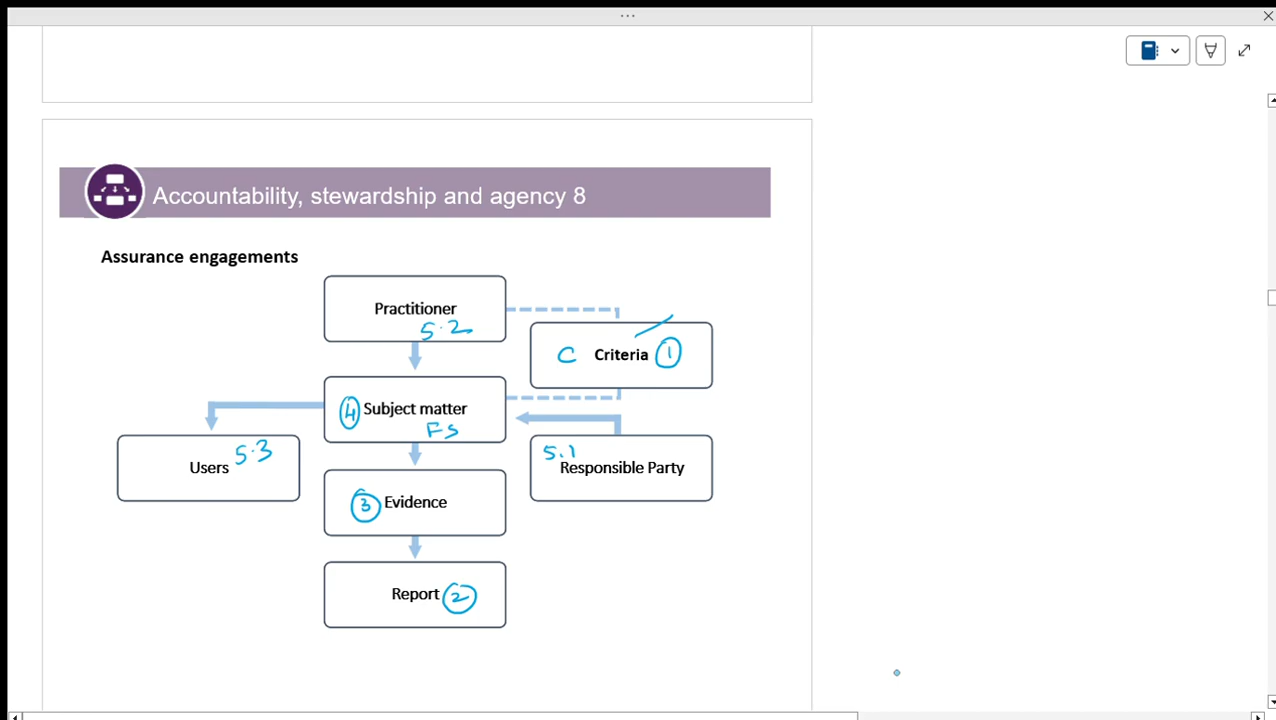 Accountability, stewardship and agency 8
Assurance engagements
Practitioner
5.2
C Criteria 1
4 Subject matter
FS
Users 5.3
5.1
Responsible Party
3 Evidence
Report 2